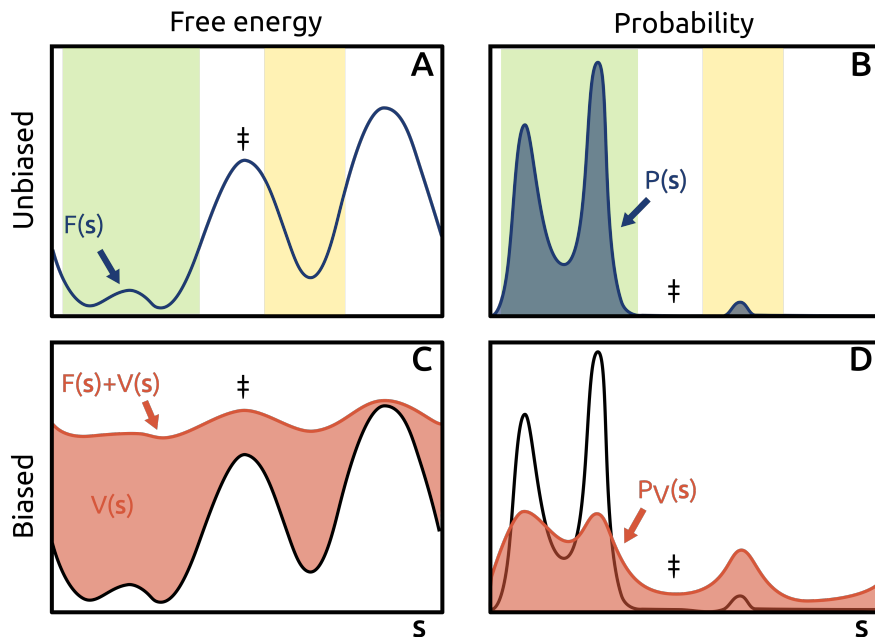 Free energy
Probability
Unbiased
A
‡
F(s)
B
P(s)
‡
Biased
C
F(s)+V(s)
‡
V(s)
s
D
PV(s)
‡
s